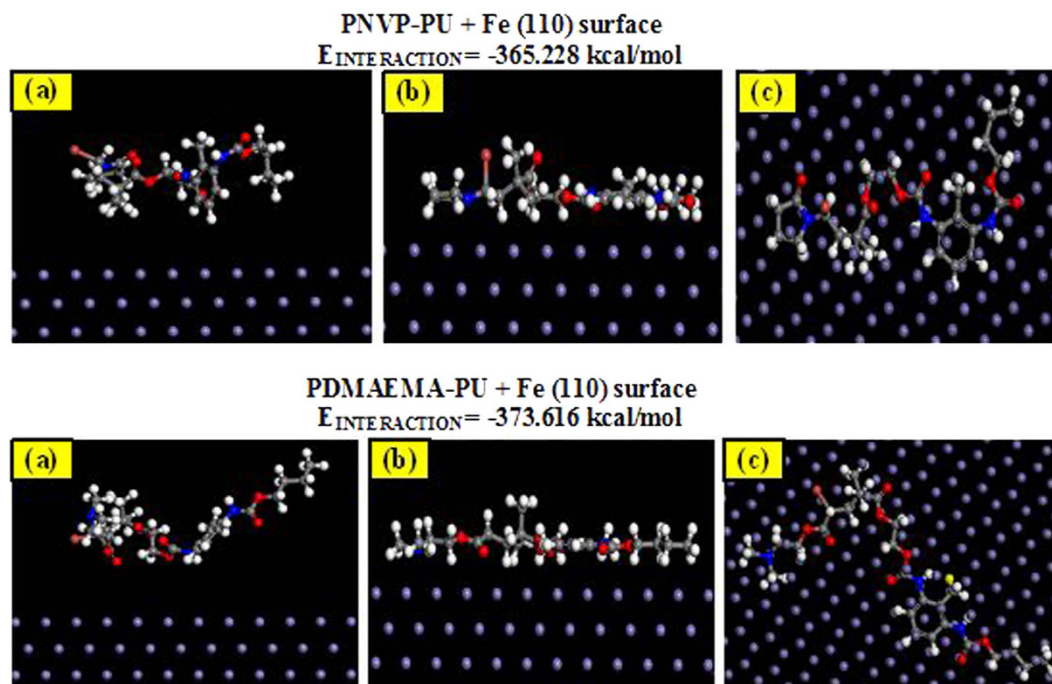 PNVP-PU + Fe (110) surface
EINTERACTION= -365.228 kcal/mol
(a)
(b)
(c)
PDMAEMA-PU + Fe (110) surface
EINTERACTION= -373.616 kcal/mol
(a)
(b)
(c)